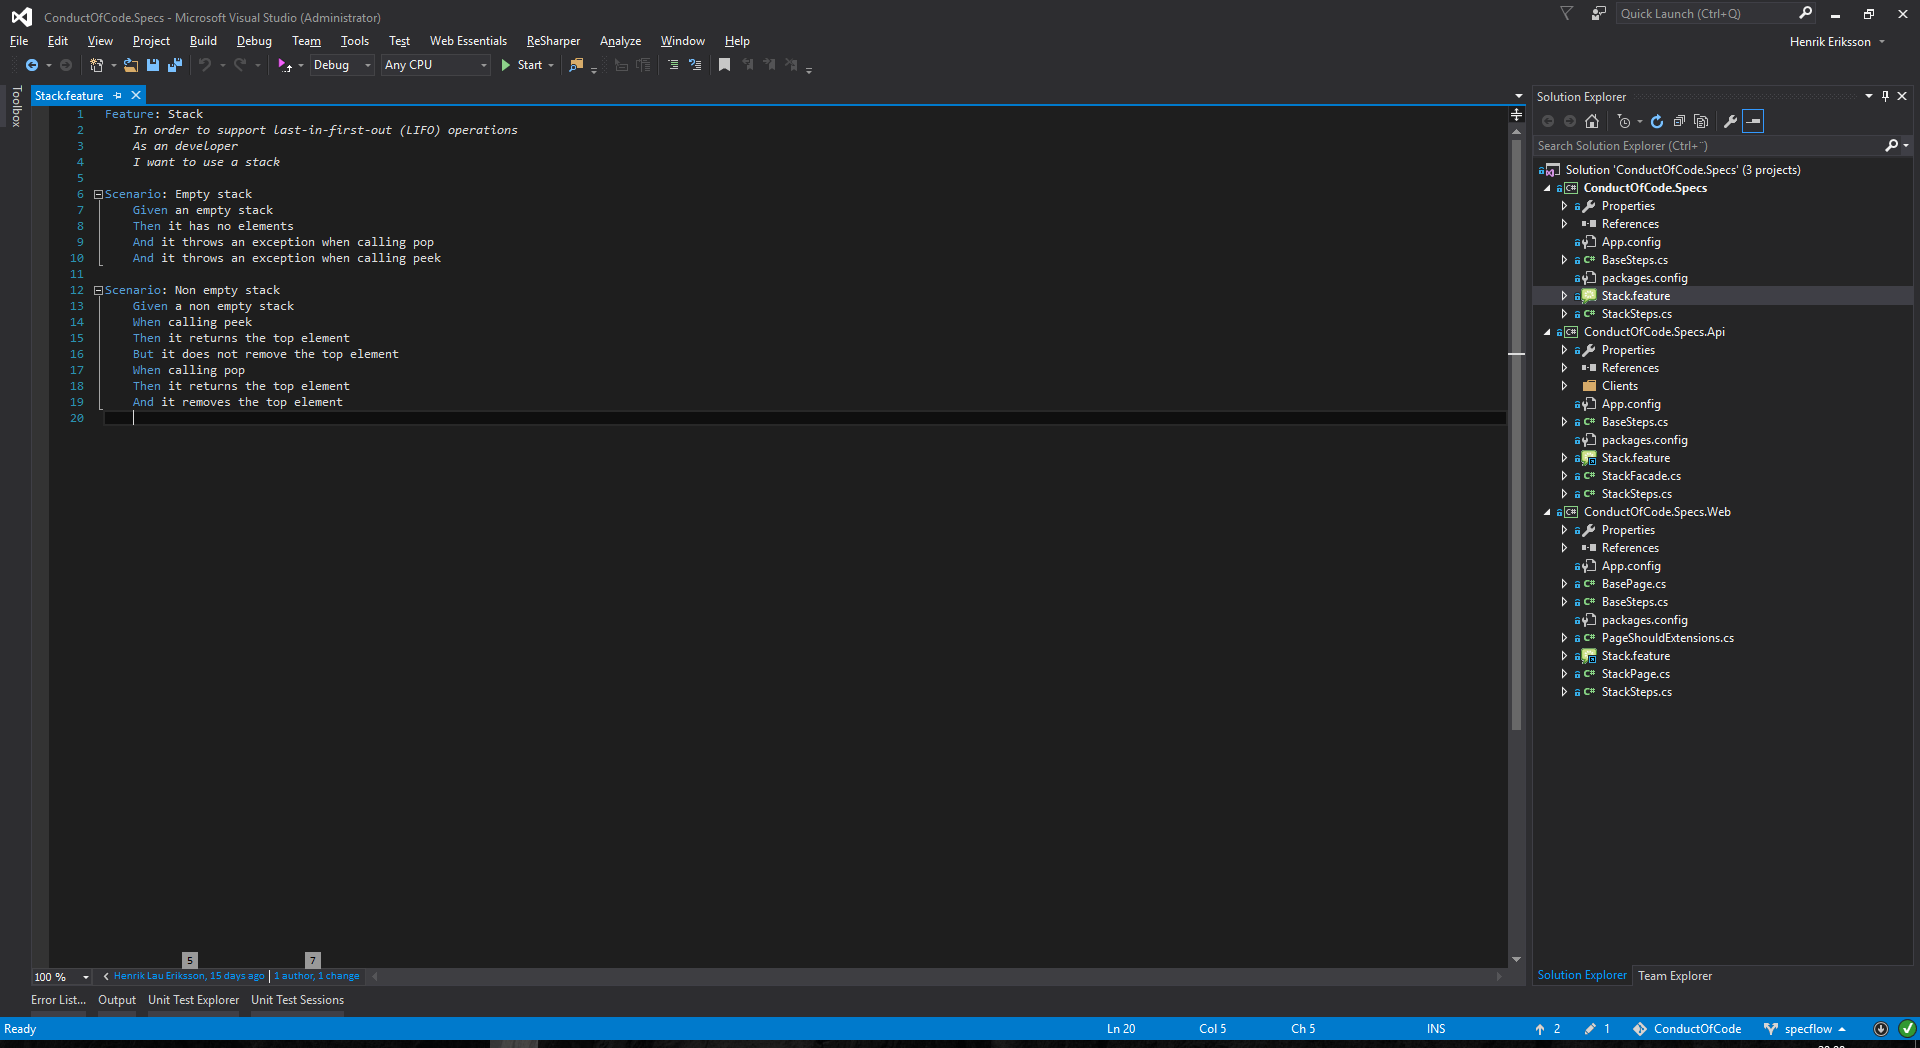 ConductOfCode.Specs - Microsoft Visual Studio (Administrator)
Quick Launch (Ctrl+Q)
File Edit View Project Build Debug Team Tools Test Web Essentials ReSharper Analyze Window Help
Henrik Eriksson
Debug Any CPU Start
Toolbox
Stack.feature
1 Feature: Stack
2 In order to support last-in-first-out (LIFO) operations
3 As an developer
4 I want to use a stack
5
6 Scenario: Empty stack
7 Given an empty stack
8 Then it has no elements
9 And it throws an exception when calling pop
10 And it throws an exception when calling peek
11
12 Scenario: Non empty stack
13 Given a non empty stack
14 When calling peek
15 Then it returns the top element
16 But it does not remove the top element
17 When calling pop
18 Then it returns the top element
19 And it removes the top element
20
5 7
100 % Henrik Lau Eriksson, 15 days ago | 1 author, 1 change
Solution Explorer
Search Solution Explorer (Ctrl+¨)
Solution 'ConductOfCode.Specs' (3 projects)
C# ConductOfCode.Specs
Properties
References
App.config
C# BaseSteps.cs
packages.config
Stack.feature
C# StackSteps.cs
C# ConductOfCode.Specs.Api
Properties
References
Clients
App.config
C# BaseSteps.cs
packages.config
Stack.feature
C# StackFacade.cs
C# StackSteps.cs
C# ConductOfCode.Specs.Web
Properties
References
App.config
C# BasePage.cs
C# BaseSteps.cs
packages.config
C# PageShouldExtensions.cs
Stack.feature
C# StackPage.cs
C# StackSteps.cs
Solution Explorer Team Explorer
Error List... Output Unit Test Explorer Unit Test Sessions
Ready Ln 20 Col 5 Ch 5 INS 2 1 ConductOfCode specflow